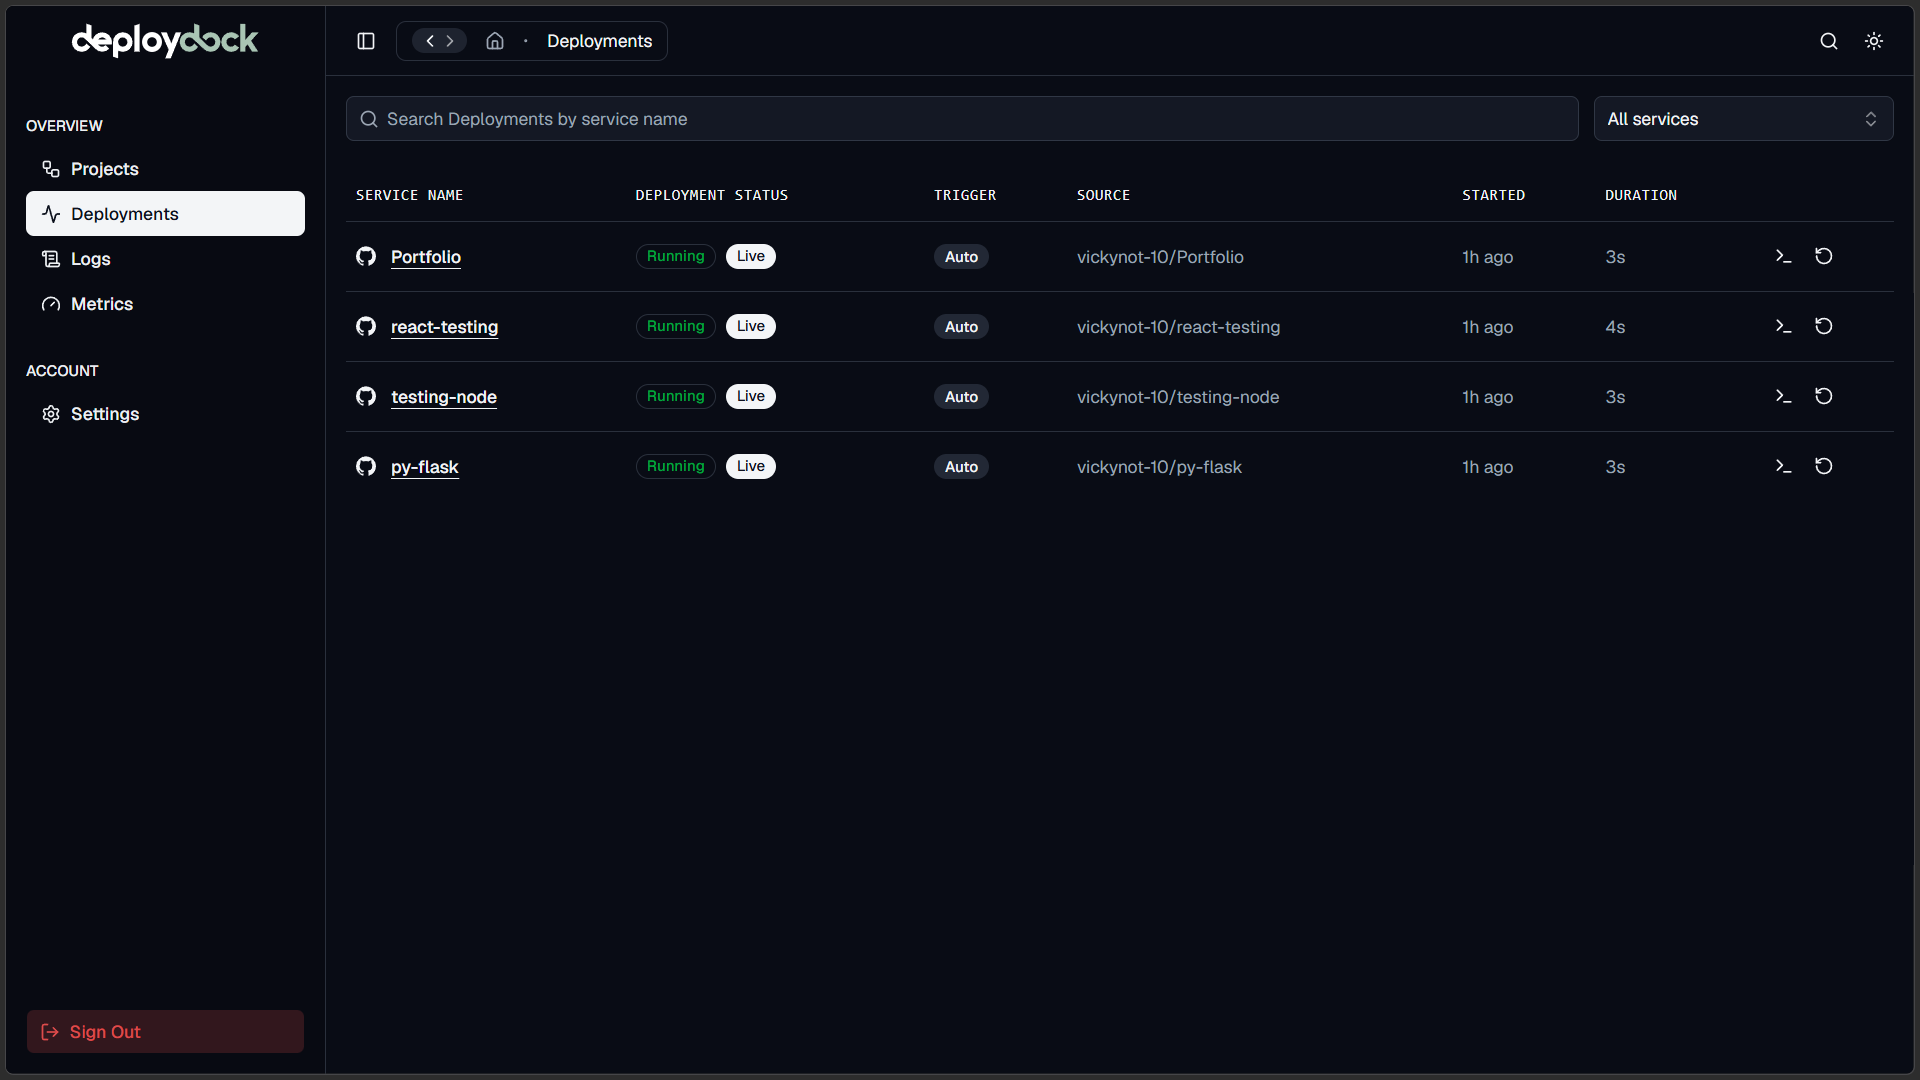 deploydock
Deployments
OVERVIEW
Projects
Deployments
Logs
Metrics
ACCOUNT
Settings
Sign Out
Search Deployments by service name
All services
SERVICE NAME DEPLOYMENT STATUS TRIGGER SOURCE STARTED DURATION
Portfolio Running Live Auto vickynot-10/Portfolio 1h ago 3s
react-testing Running Live Auto vickynot-10/react-testing 1h ago 4s
testing-node Running Live Auto vickynot-10/testing-node 1h ago 3s
py-flask Running Live Auto vickynot-10/py-flask 1h ago 3s